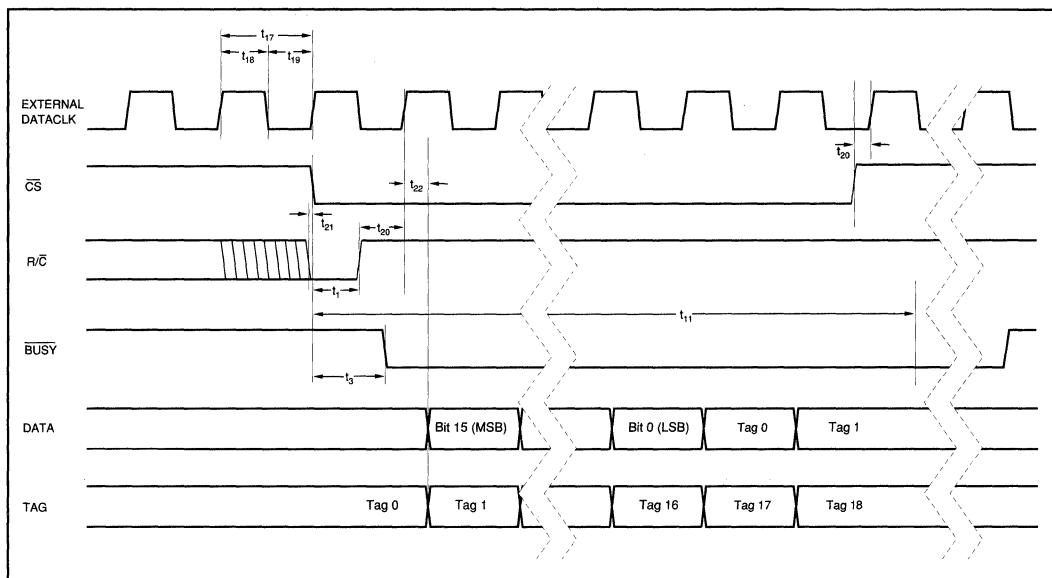 t17
t18 t19
EXTERNAL
DATACLK
t20
CS
t22
t21
t20
R/C
t1
t11
BUSY
t3
DATA Bit 15 (MSB) Bit 0 (LSB) Tag 0 Tag 1
TAG Tag 0 Tag 1 Tag 16 Tag 17 Tag 18